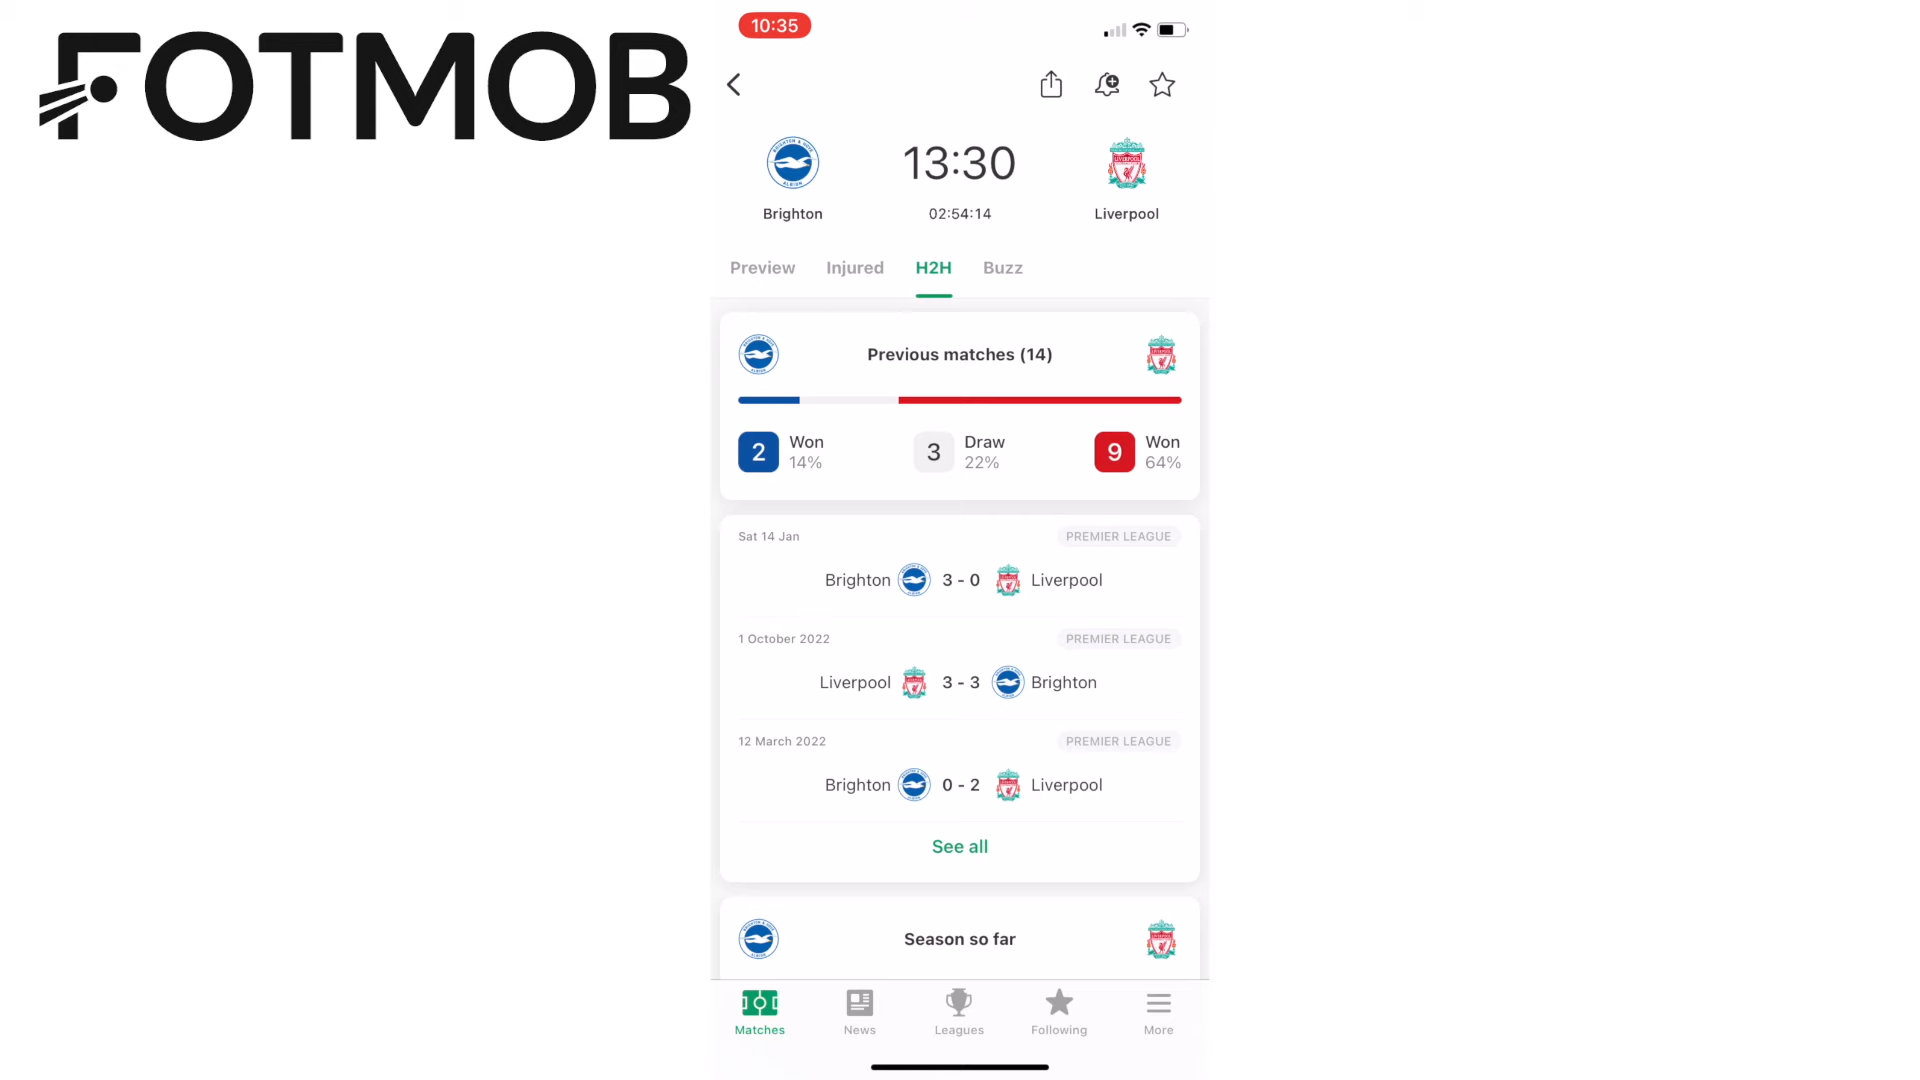 FOTMOB
10:35
13:30
Brighton
02:54:14
Liverpool
Preview Injured H2H Buzz
Previous matches (14)
2 Won 14%
3 Draw 22%
9 Won 64%
Sat 14 Jan PREMIER LEAGUE
Brighton 3 - 0 Liverpool
1 October 2022 PREMIER LEAGUE
Liverpool 3 - 3 Brighton
12 March 2022 PREMIER LEAGUE
Brighton 0 - 2 Liverpool
See all
Season so far
Matches News Leagues Following More